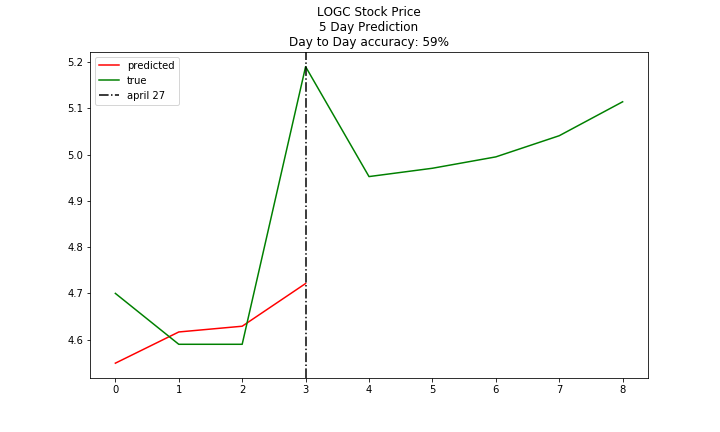 LOGC Stock Price
5 Day Prediction
Day to Day accuracy: 59%
predicted
true
april 27
5.2
5.1
5.0
4.9
4.8
4.7
4.6
0 1 2 3 4 5 6 7 8